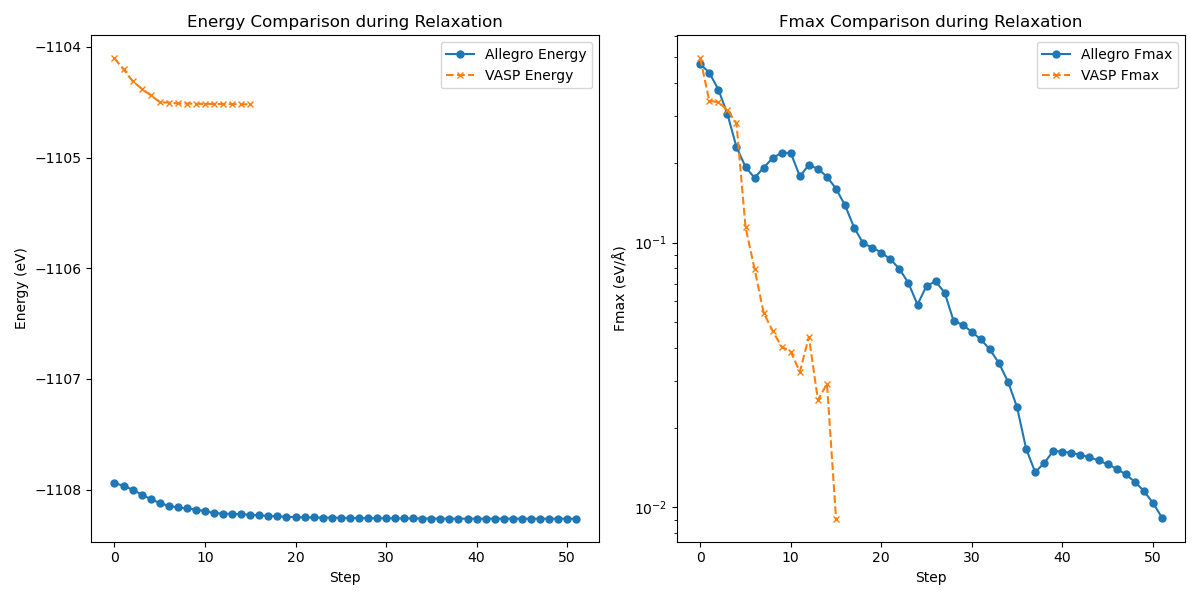 Energy Comparison during Relaxation
Allegro Energy
VASP Energy
Energy (eV)
−1104
−1105
−1106
−1107
−1108
0 10 20 30 40 50
Step
Fmax Comparison during Relaxation
Allegro Fmax
VASP Fmax
Fmax (eV/Å)
10⁻¹
10⁻²
0 10 20 30 40 50
Step